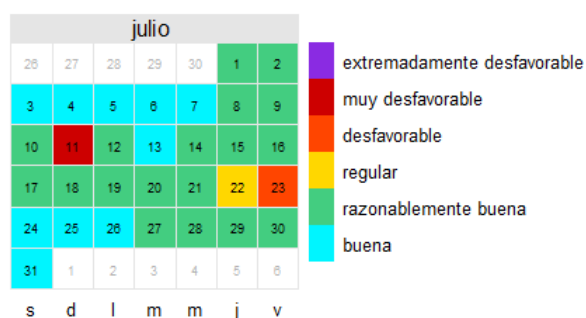 julio
26 27 28 29 30 1 2
3 4 5 6 7 8 9
10 11 12 13 14 15 16
17 18 19 20 21 22 23
24 25 26 27 28 29 30
31 1 2 3 4 5 6
s d l m m j v
extremadamente desfavorable
muy desfavorable
desfavorable
regular
razonablemente buena
buena